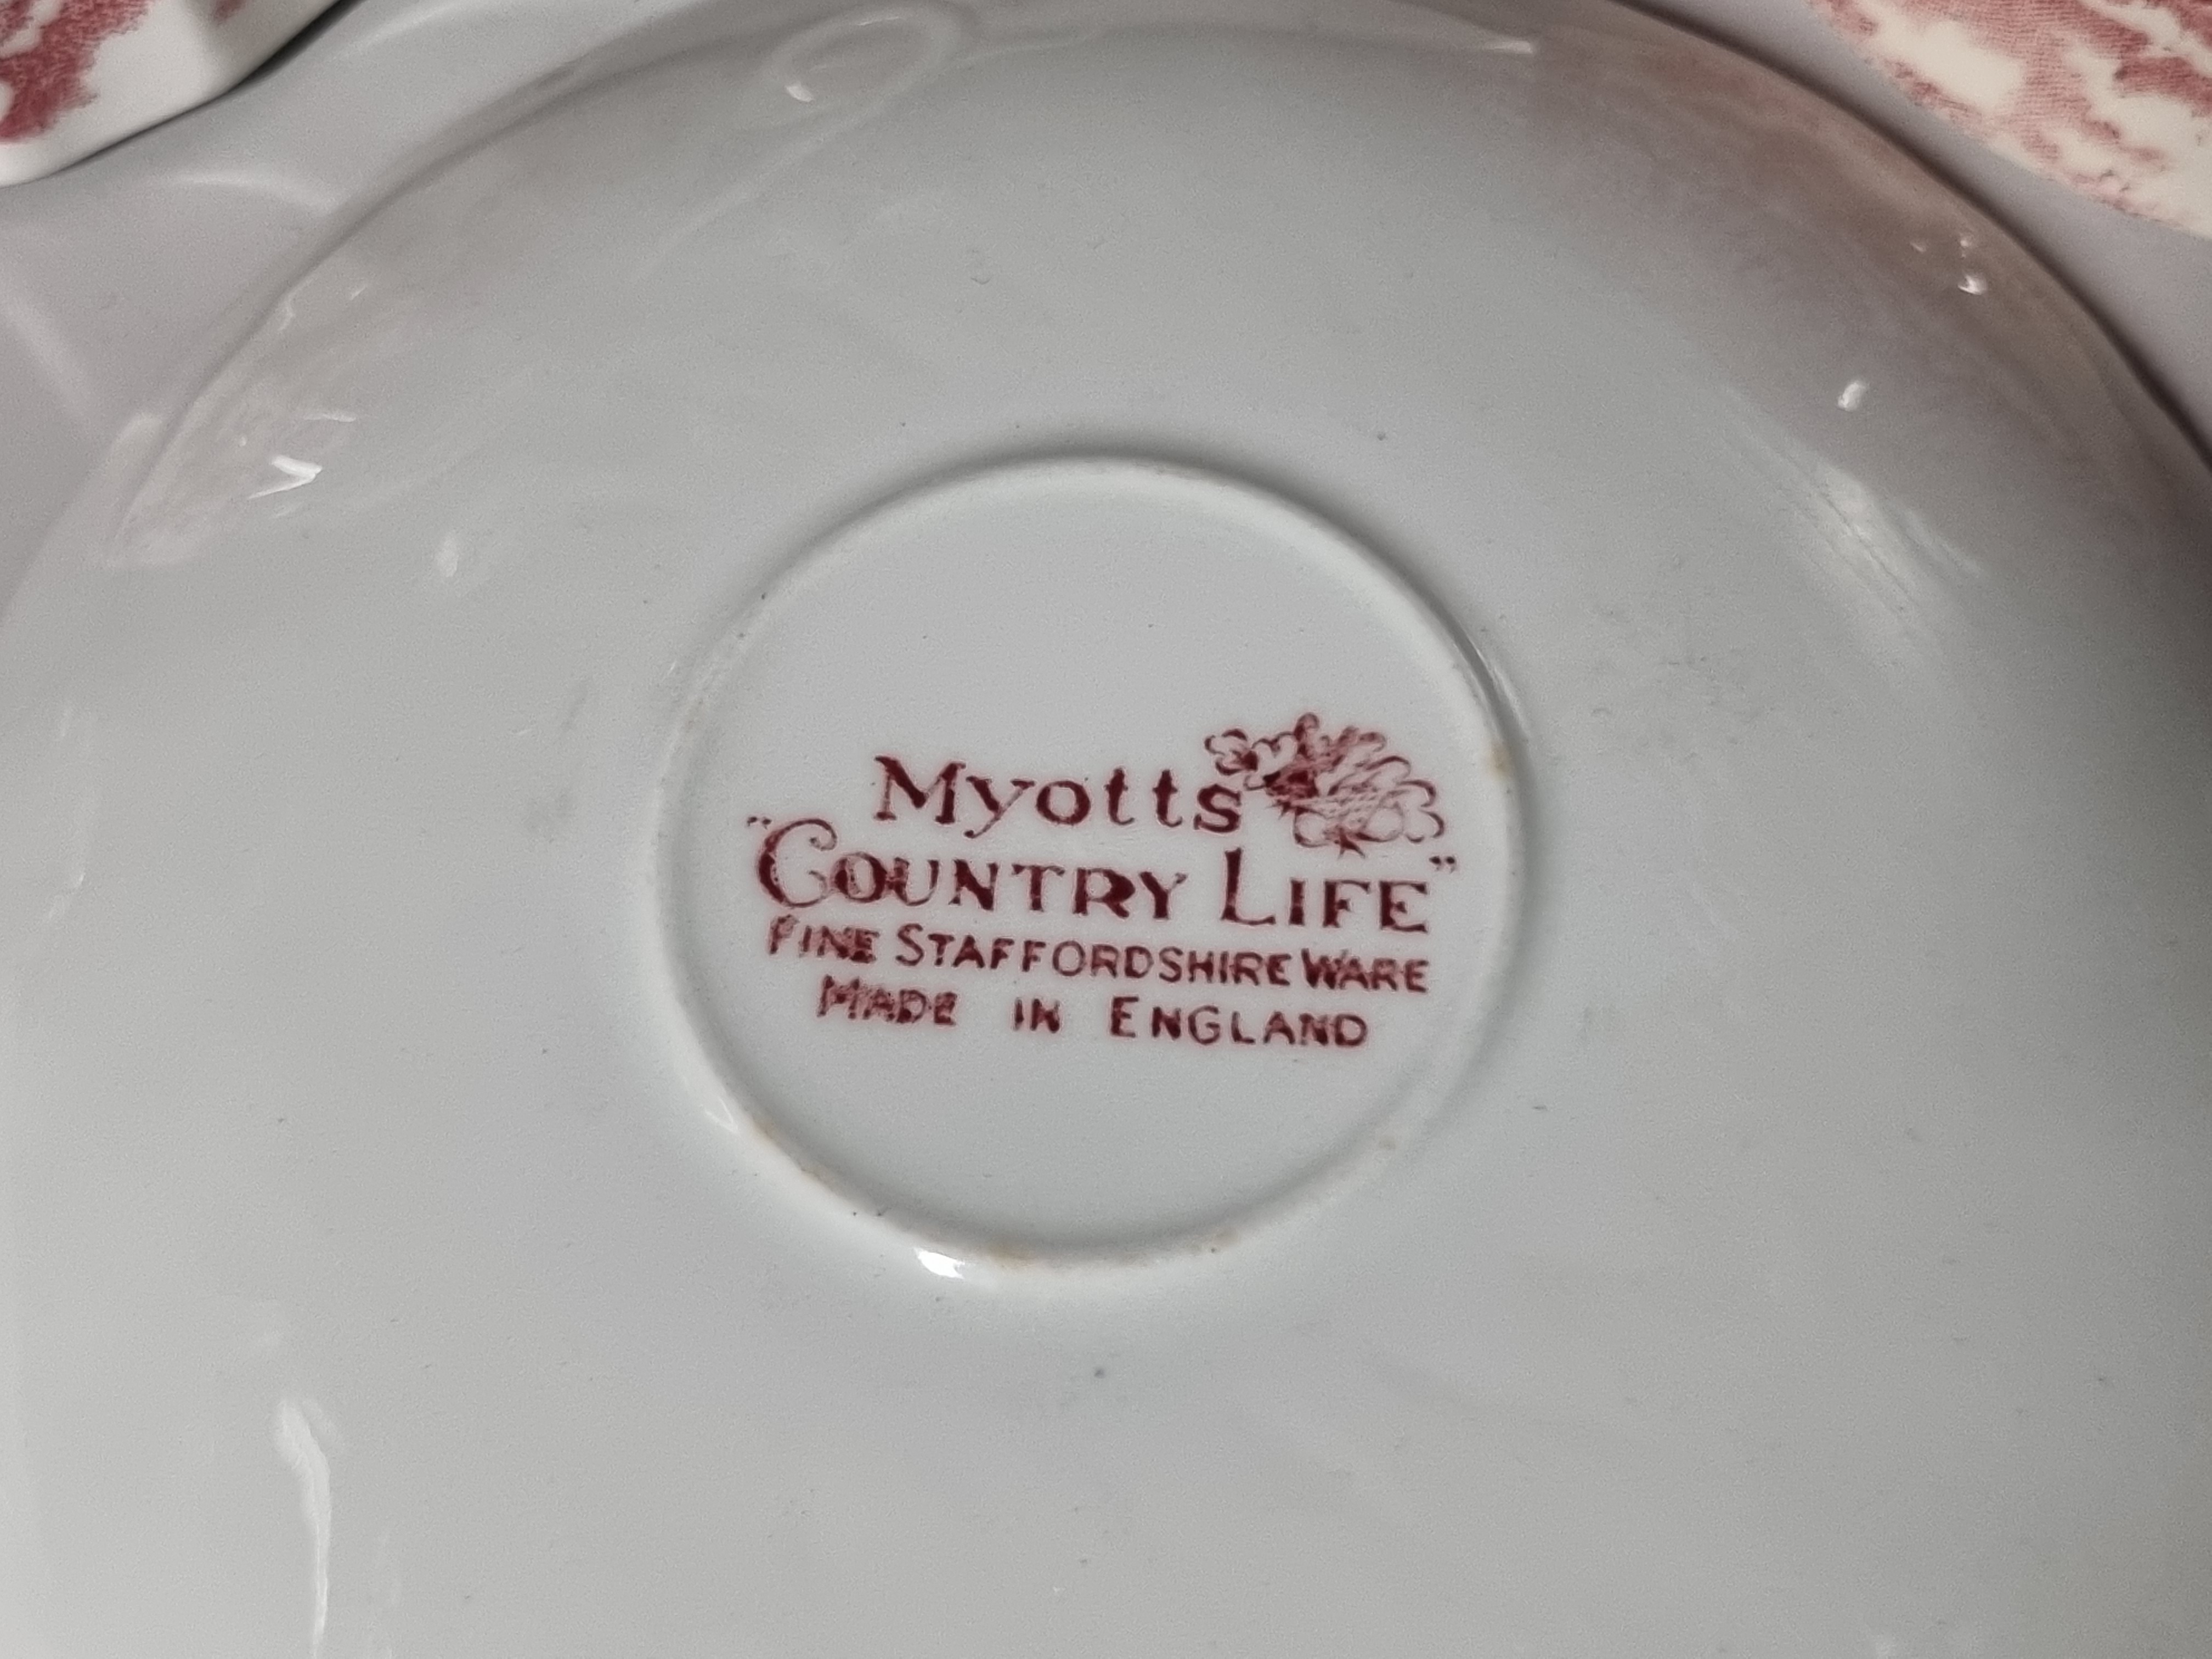 Myotts
"COUNTRY LIFE"
FINE STAFFORDSHIRE WARE
MADE IN ENGLAND